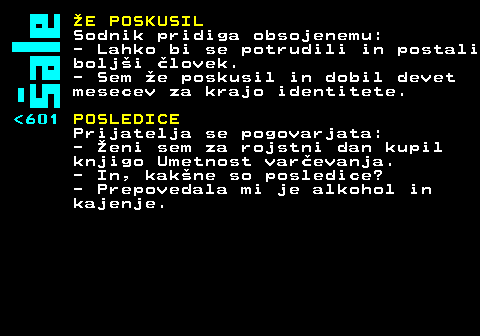 Šale
ŽE POSKUSIL
Sodnik pridiga obsojenemu:
- Lahko bi se potrudili in postali
boljši človek.
- Sem že poskusil in dobil devet
mesecev za krajo identitete.
<601 POSLEDICE
Prijatelja se pogovarjata:
- Ženi sem za rojstni dan kupil
knjigo Umetnost varčevanja.
- In, kakšne so posledice?
- Prepovedala mi je alkohol in
kajenje.